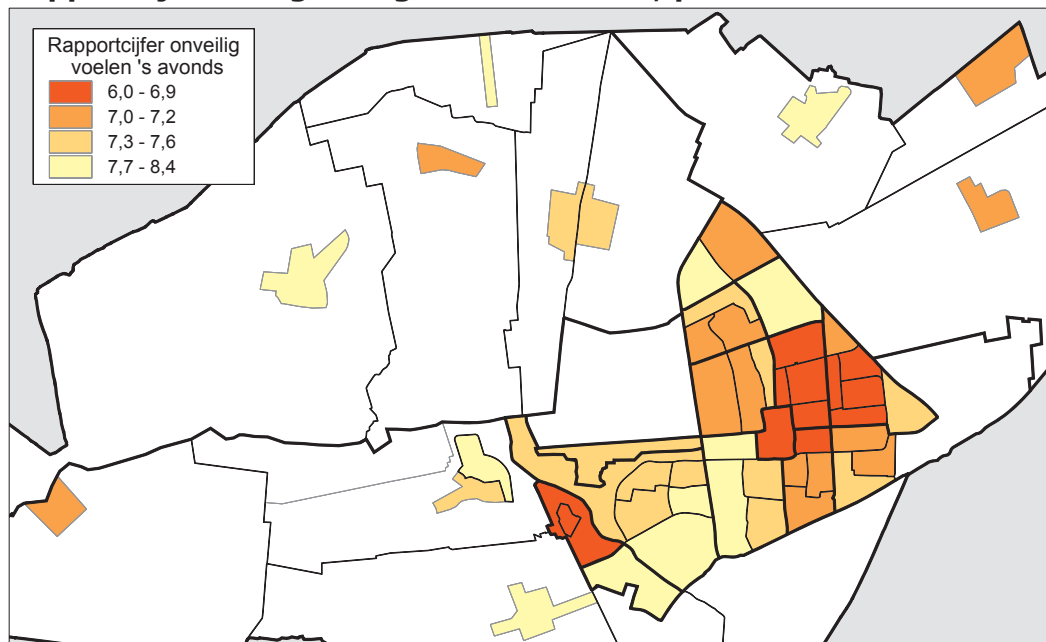 Rapportcijfer onveilig
voelen 's avonds
6,0 - 6,9
7,0 - 7,2
7,3 - 7,6
7,7 - 8,4